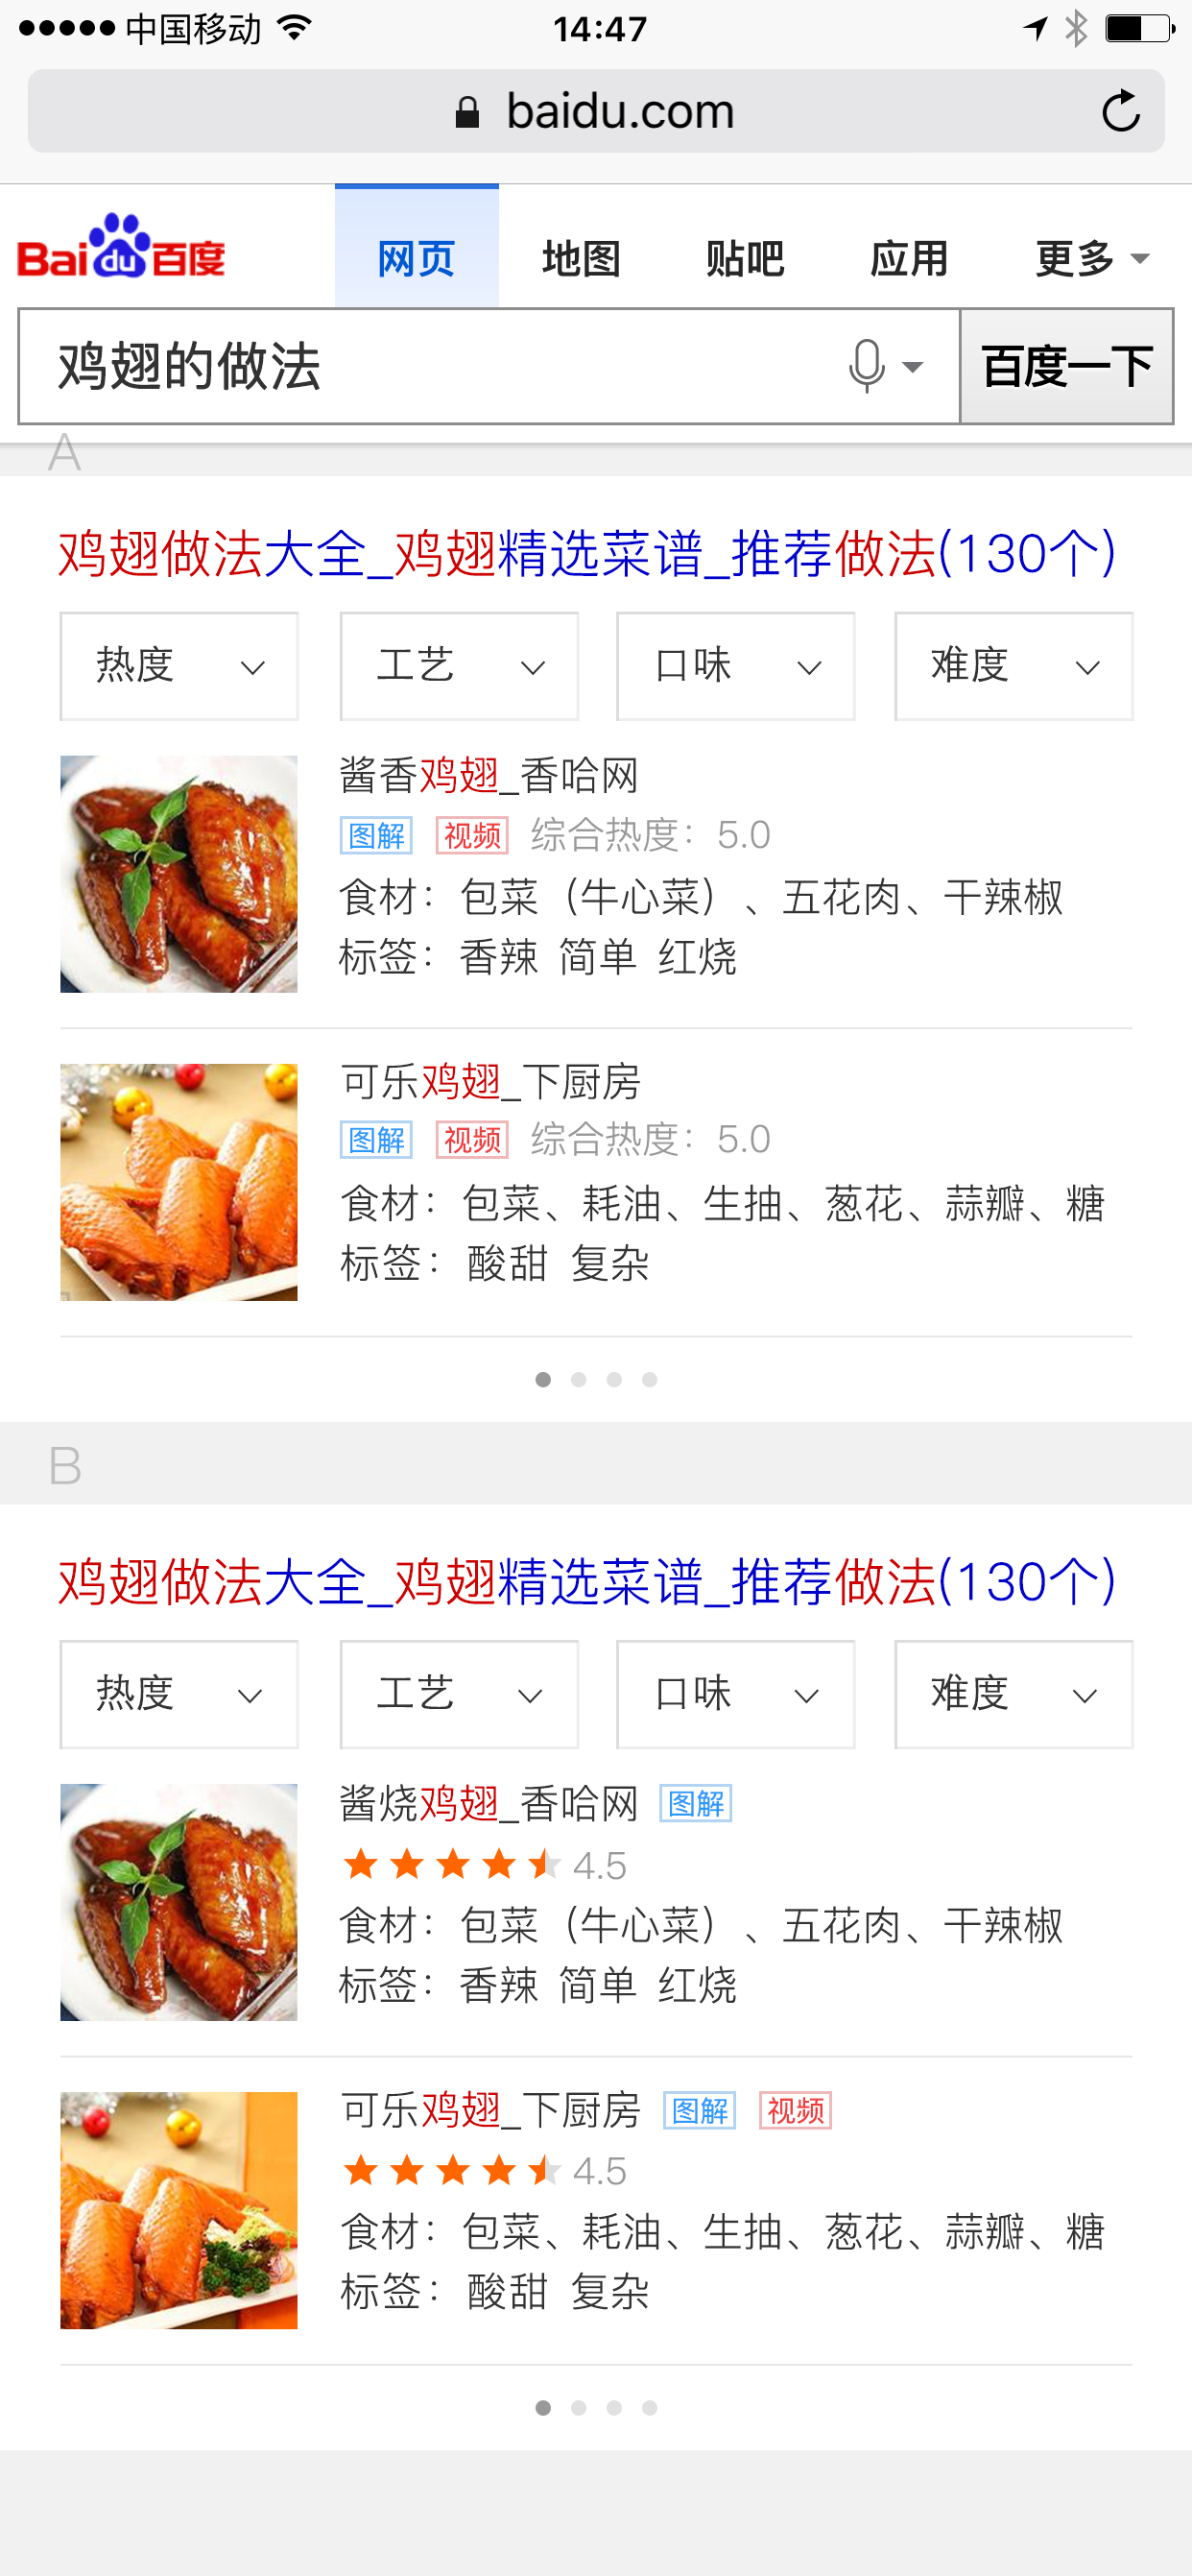 中国移动 14:47
baidu.com
Bai du 百度 网页 地图 贴吧 应用 更多
鸡翅的做法 百度一下
A
鸡翅做法大全_鸡翅精选菜谱_推荐做法(130个)
热度 工艺 口味 难度
酱香鸡翅_香哈网
图解 视频 综合热度：5.0
食材：包菜（牛心菜）、五花肉、干辣椒
标签：香辣 简单 红烧
可乐鸡翅_下厨房
图解 视频 综合热度：5.0
食材：包菜、耗油、生抽、葱花、蒜瓣、糖
标签：酸甜 复杂
B
鸡翅做法大全_鸡翅精选菜谱_推荐做法(130个)
热度 工艺 口味 难度
酱烧鸡翅_香哈网 图解
4.5
食材：包菜（牛心菜）、五花肉、干辣椒
标签：香辣 简单 红烧
可乐鸡翅_下厨房 图解 视频
4.5
食材：包菜、耗油、生抽、葱花、蒜瓣、糖
标签：酸甜 复杂